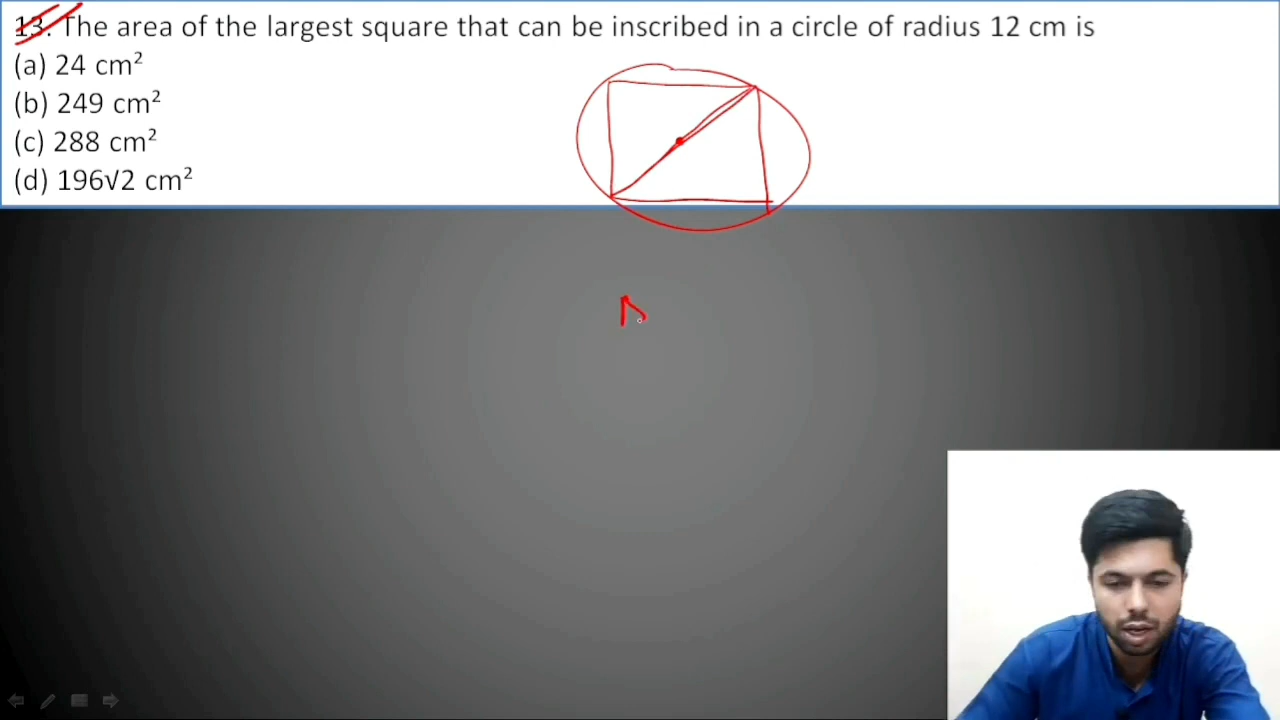 13. The area of the largest square that can be inscribed in a circle of radius 12 cm is
(a) 24 cm²
(b) 249 cm²
(c) 288 cm²
(d) 196√2 cm²